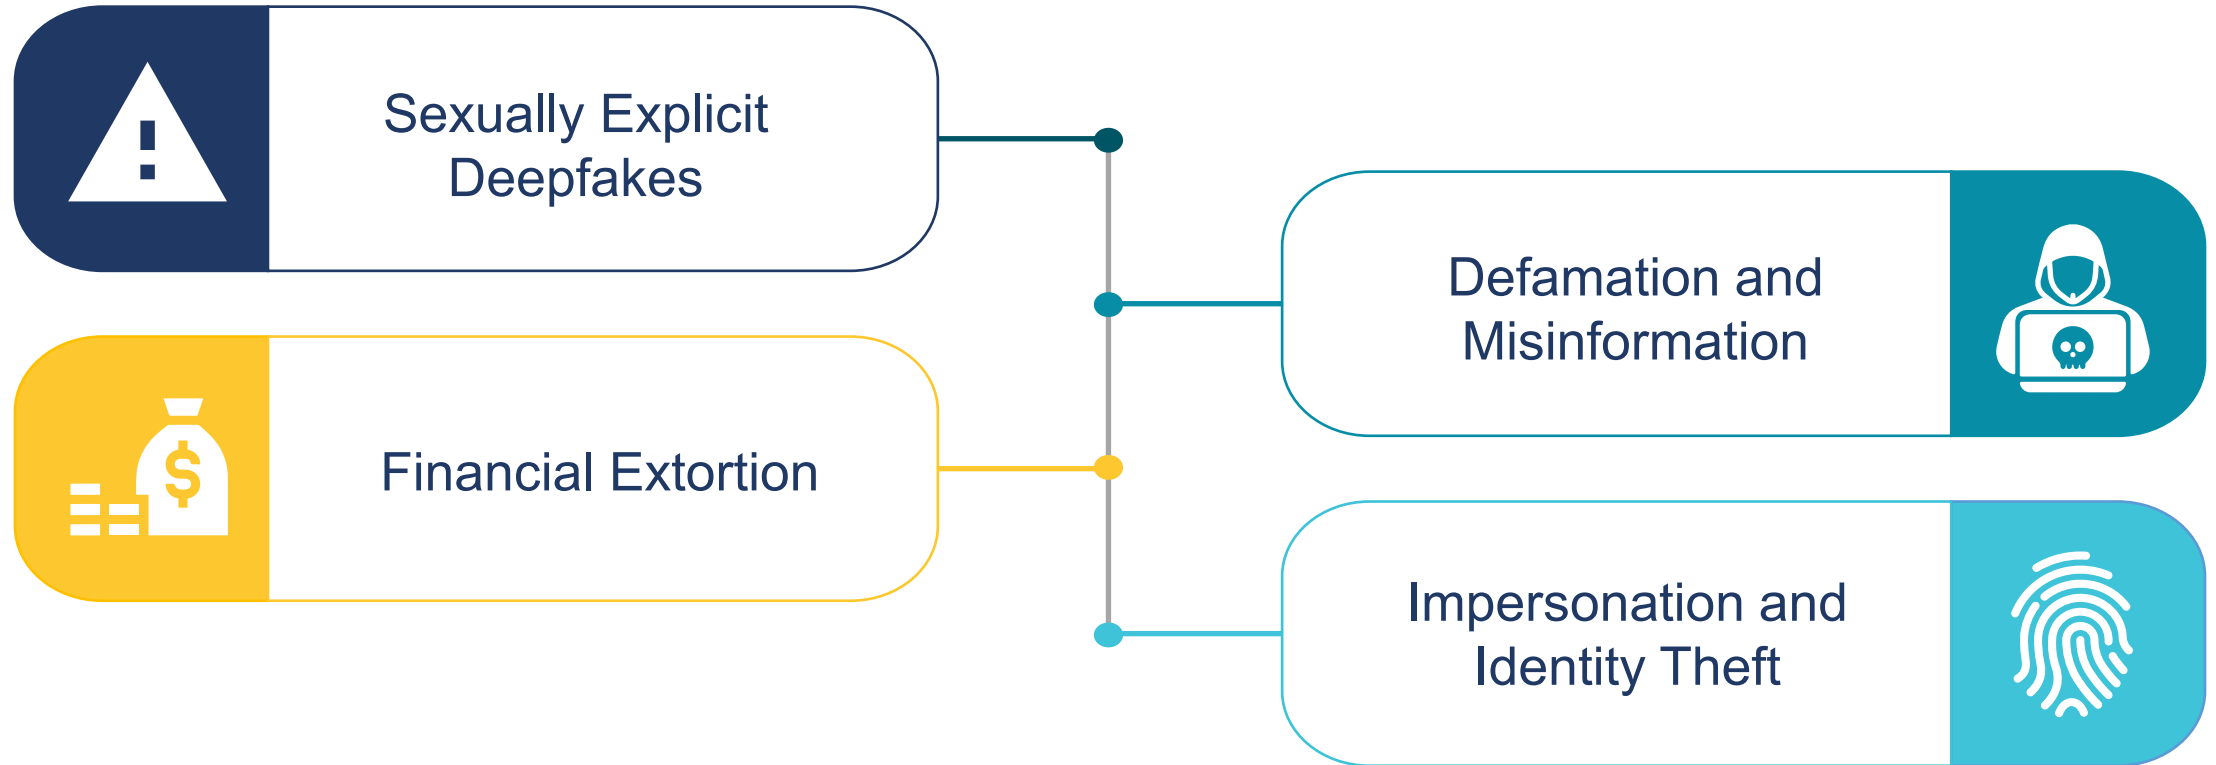 Sexually Explicit
Deepfakes
Defamation and
Misinformation
Financial Extortion
Impersonation and
Identity Theft